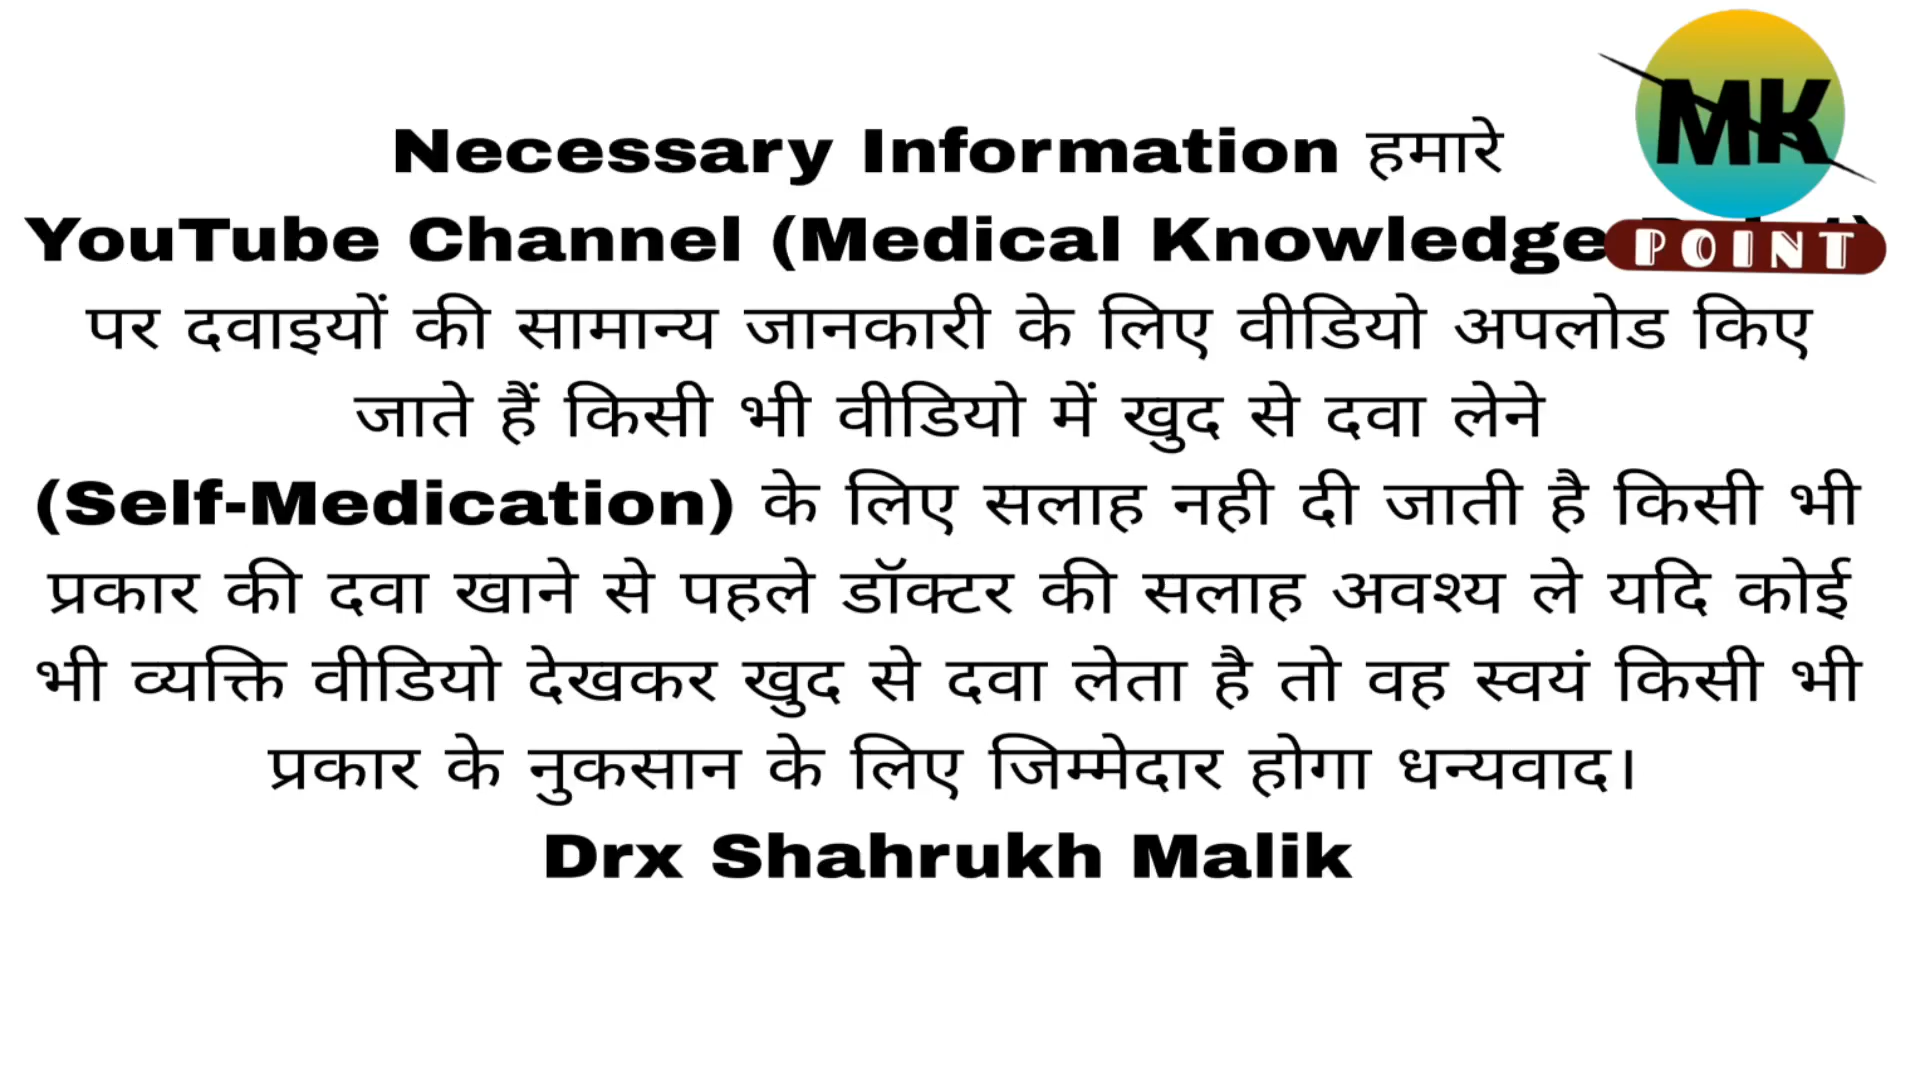 Necessary Information हमारे
YouTube Channel (Medical Knowledge
पर दवाइयों की सामान्य जानकारी के लिए वीडियो अपलोड किए
जाते हैं किसी भी वीडियो में खुद से दवा लेने
(Self-Medication) के लिए सलाह नही दी जाती है किसी भी
प्रकार की दवा खाने से पहले डॉक्टर की सलाह अवश्य ले यदि कोई
भी व्यक्ति वीडियो देखकर खुद से दवा लेता है तो वह स्वयं किसी भी
प्रकार के नुकसान के लिए जिम्मेदार होगा धन्यवाद।
Drx Shahrukh Malik
MK
POINT